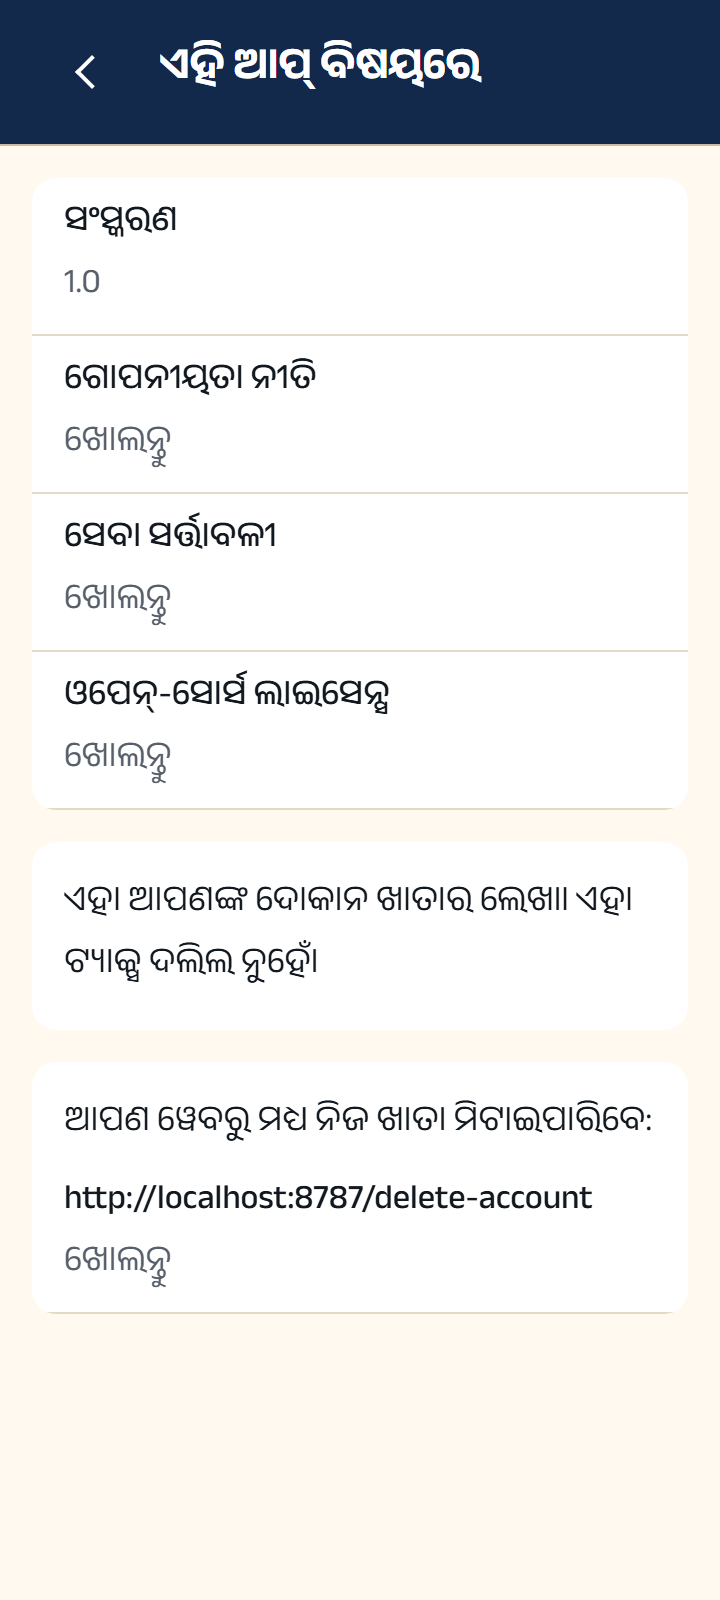 ଏହି ଆପ୍ ବିଷୟରେ
ସଂସ୍କରଣ
1.0
ଗୋପନୀୟତା ନୀତି
ଖୋଲନ୍ତୁ
ସେବା ସର୍ତ୍ତାବଳୀ
ଖୋଲନ୍ତୁ
ଓପେନ୍-ସୋର୍ସ ଲାଇସେନ୍ସ
ଖୋଲନ୍ତୁ
ଏହା ଆପଣଙ୍କ ଦୋକାନ ଖାତାର ଲେଖା। ଏହା
ଟ୍ୟାକ୍ସ ଦଲିଲ ନୁହେଁ।
ଆପଣ ୱେବରୁ ମଧ୍ୟ ନିଜ ଖାତା ମିଟାଇପାରିବେ:
http://localhost:8787/delete-account
ଖୋଲନ୍ତୁ